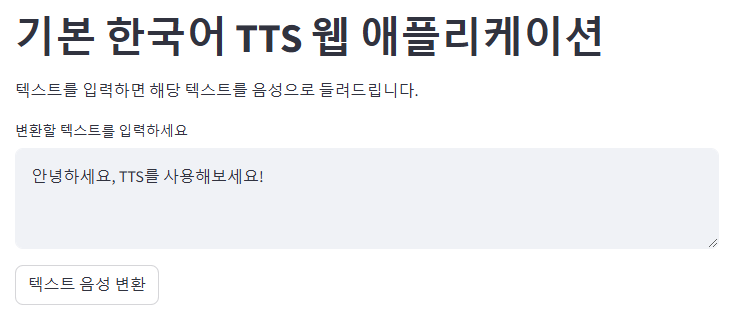 기본 한국어 TTS 웹 애플리케이션
텍스트를 입력하면 해당 텍스트를 음성으로 들려드립니다.
변환할 텍스트를 입력하세요
안녕하세요, TTS를 사용해보세요!
텍스트 음성 변환